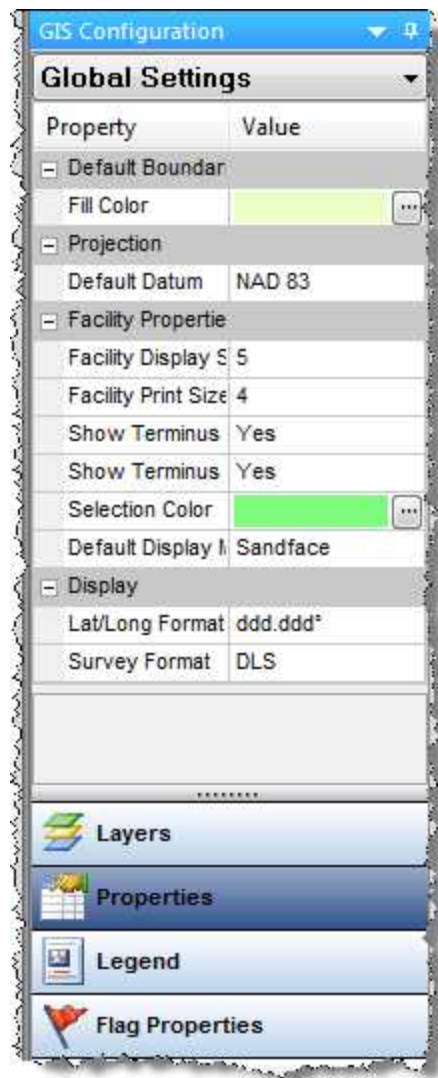 GIS Configuration
Global Settings
Property Value
Default Boundar
Fill Color ...
Projection
Default Datum NAD 83
Facility Propertie
Facility Display S 5
Facility Print Size 4
Show Terminus Yes
Show Terminus Yes
Selection Color ...
Default Display M Sandface
Display
Lat/Long Format ddd.ddd°
Survey Format DLS
Layers
Properties
Legend
Flag Properties